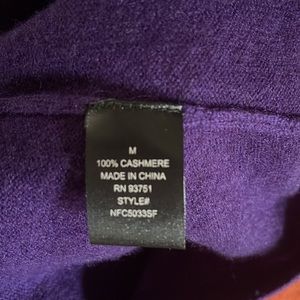 M
100% CASHMERE
MADE IN CHINA
RN 93751
STYLE#
NFC5033SF